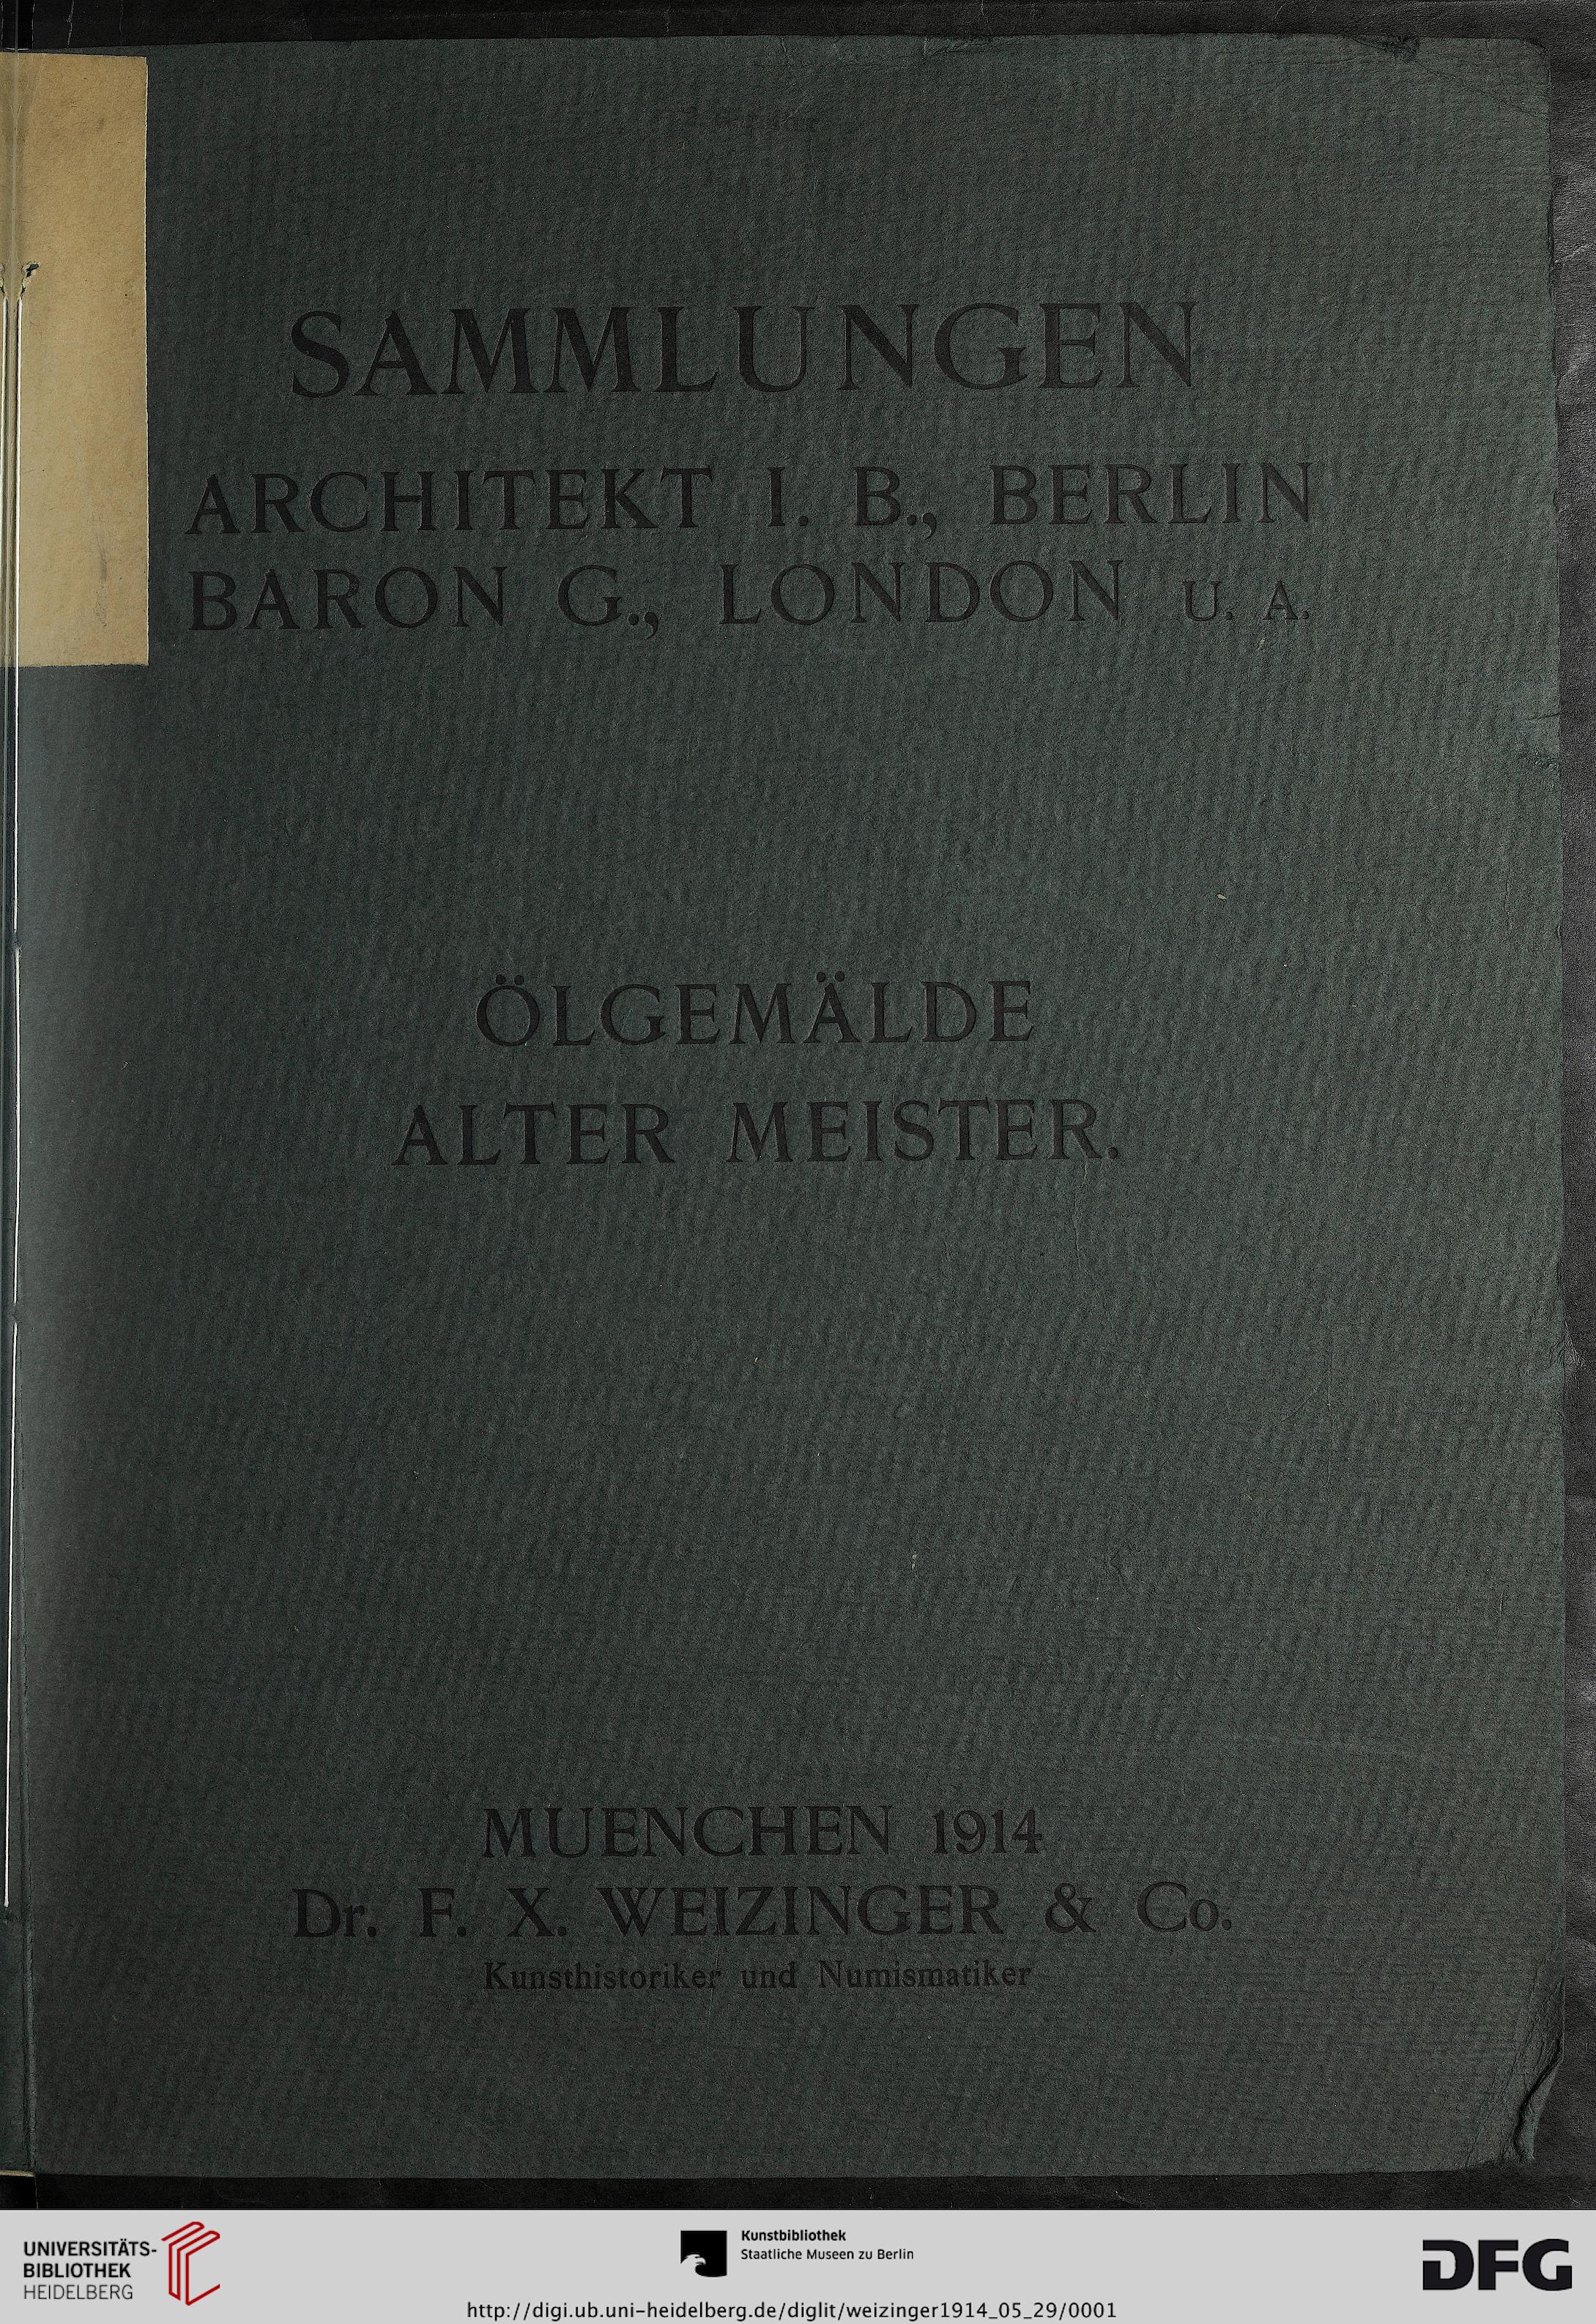 SAMMLUNGEN
ARCHITEKT I. B., BERLIN
BARON G., LONDON U. A.
ÖLGEMÄLDE
ALTER MEISTER.
MUENCHEN 1914
Dr. F. X. WEIZINGER & Co.
Kunsthistoriker und Numismatiker
UNIVERSITÄTS-
BIBLIOTHEK
HEIDELBERG
Kunstbibliothek
Staatliche Museen zu Berlin
DFG
http://digi.ub.uni-heidelberg.de/diglit/weizinger1914_05_29/0001